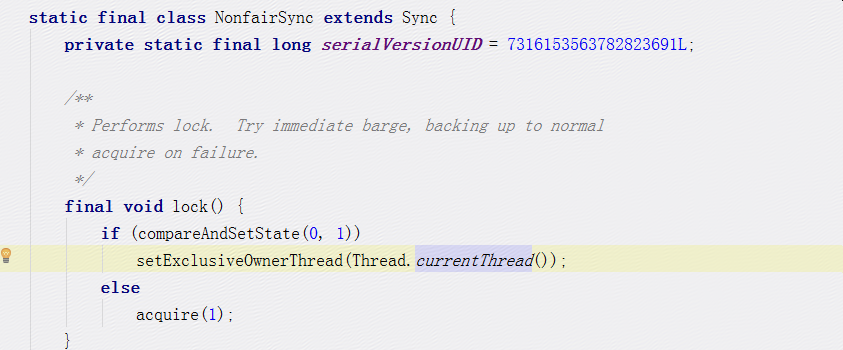 static final class NonfairSync extends Sync {
private static final long serialVersionUID = 7316153563782823691L;
/**
* Performs lock.  Try immediate barge, backing up to normal
* acquire on failure.
*/
final void lock() {
if (compareAndSetState(0, 1))
setExclusiveOwnerThread(Thread.currentThread());
else
acquire(1);
}